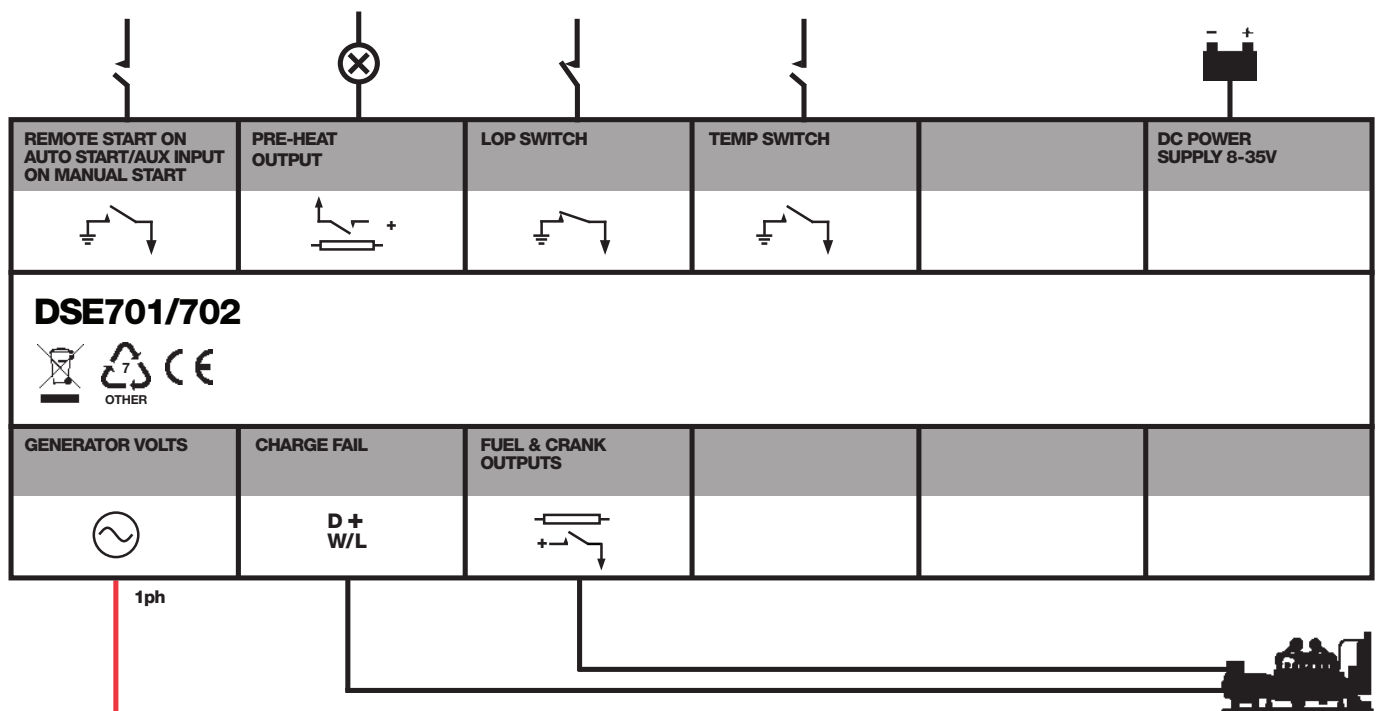 - +
REMOTE START ON
AUTO START/AUX INPUT
ON MANUAL START
PRE-HEAT
OUTPUT
LOP SWITCH
TEMP SWITCH
DC POWER
SUPPLY 8-35V
+
DSE701/702
7
OTHER
CE
GENERATOR VOLTS
CHARGE FAIL
FUEL & CRANK
OUTPUTS
D +
W/L
+
1ph